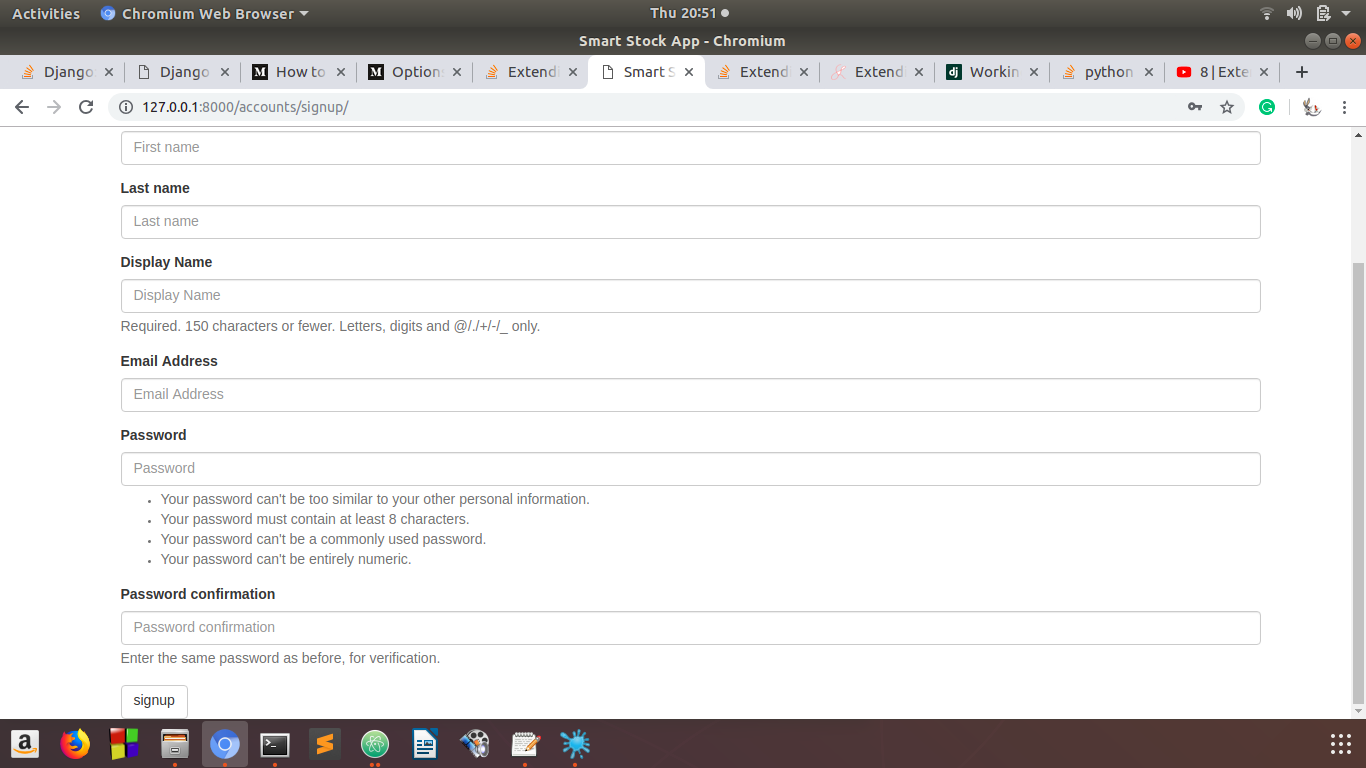 Activities Chromium Web Browser Thu 20:51
Smart Stock App - Chromium
Django Django How to Option Extend Smart S Extend Extend Workin python 8 | Exte
127.0.0.1:8000/accounts/signup/
First name
Last name
Last name
Display Name
Display Name
Required. 150 characters or fewer. Letters, digits and @/./+/-/_ only.
Email Address
Email Address
Password
Password
Your password can't be too similar to your other personal information.
Your password must contain at least 8 characters.
Your password can't be a commonly used password.
Your password can't be entirely numeric.
Password confirmation
Password confirmation
Enter the same password as before, for verification.
signup